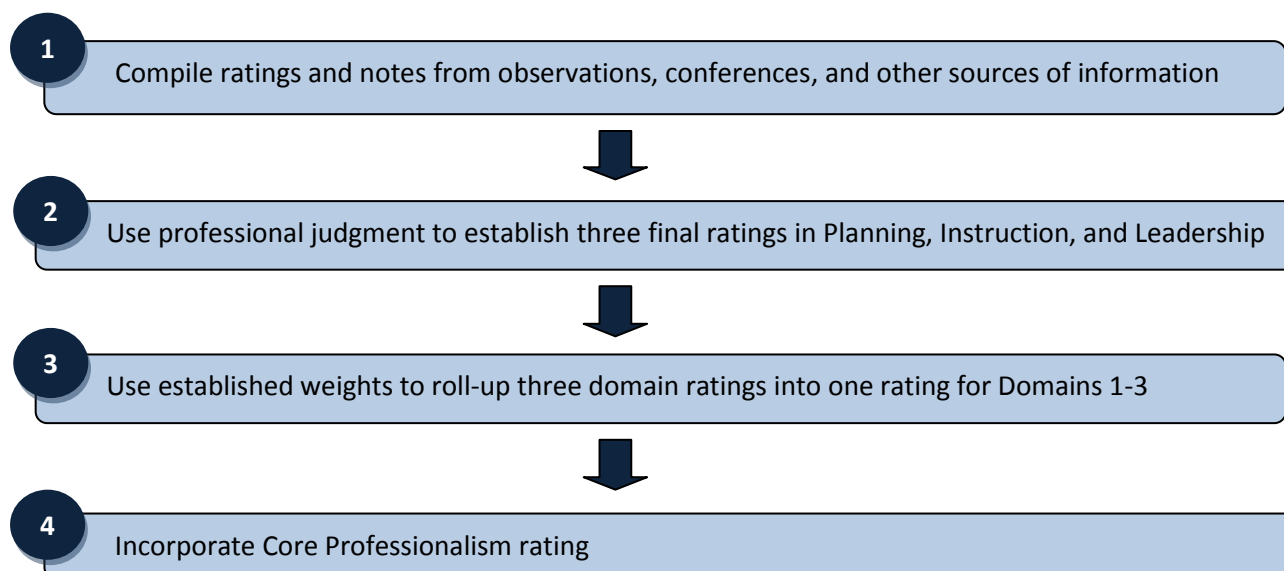 1
Compile ratings and notes from observations, conferences, and other sources of information
2
Use professional judgment to establish three final ratings in Planning, Instruction, and Leadership
3
Use established weights to roll-up three domain ratings into one rating for Domains 1-3
4
Incorporate Core Professionalism rating